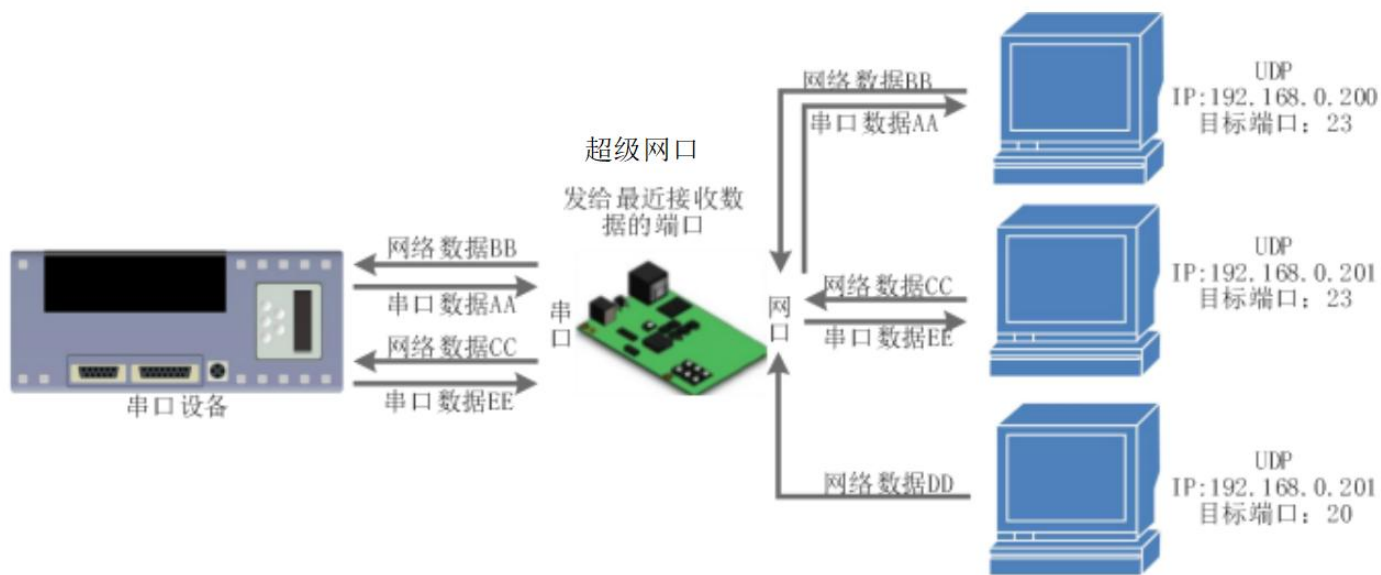 网络数据BB
串口数据AA
UDP
IP:192.168.0.200
目标端口：23
超级网口
发给最近接收数
据的端口
网络数据BB
串口数据AA
网络数据CC
串口数据EE
串口设备
串口
网口
网络数据CC
串口数据EE
UDP
IP:192.168.0.201
目标端口：23
网络数据DD
UDP
IP:192.168.0.201
目标端口：20